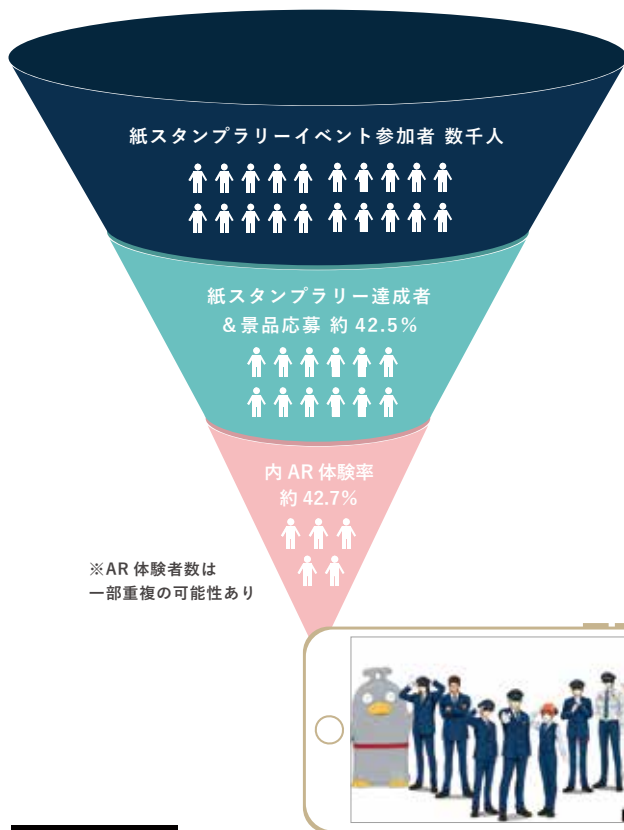 紙スタンプラリーイベント参加者 数千人
紙スタンプラリー達成者
&景品応募 約 42.5%
内 AR 体験率
約 42.7%
※AR 体験者数は
一部重複の可能性あり